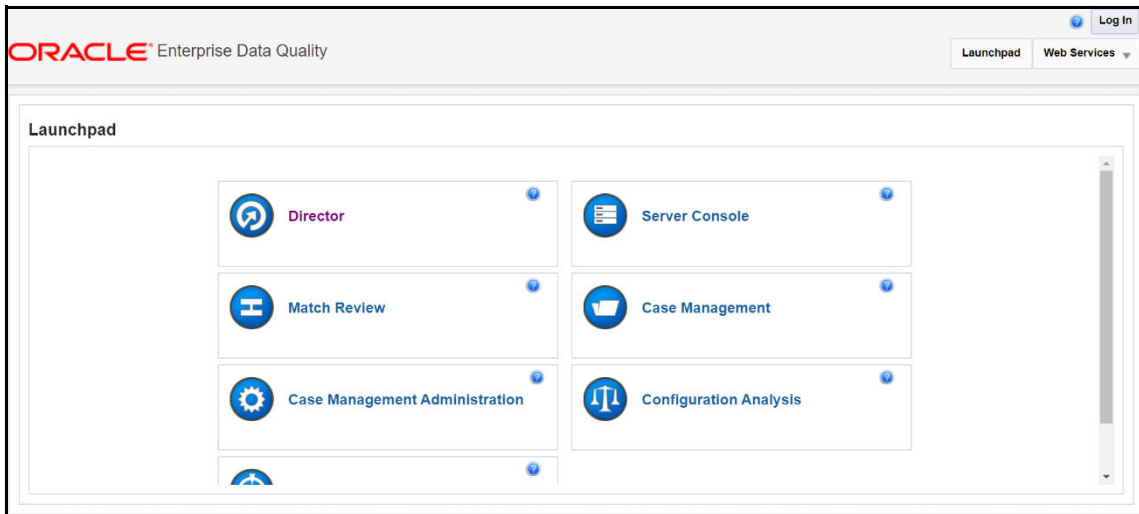 Log In
ORACLE® Enterprise Data Quality
Launchpad Web Services
Launchpad
Director
Server Console
Match Review
Case Management
Case Management Administration
Configuration Analysis